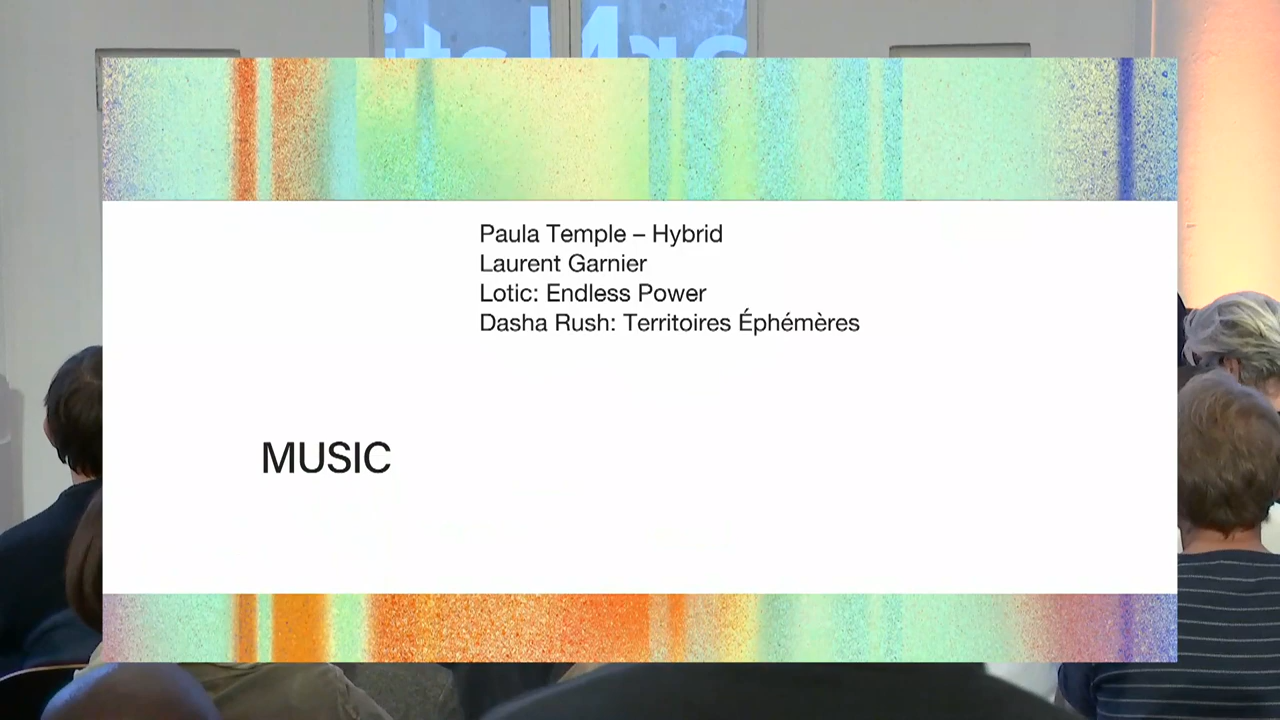 Paula Temple – Hybrid
Laurent Garnier
Lotic: Endless Power
Dasha Rush: Territoires Éphémères
MUSIC